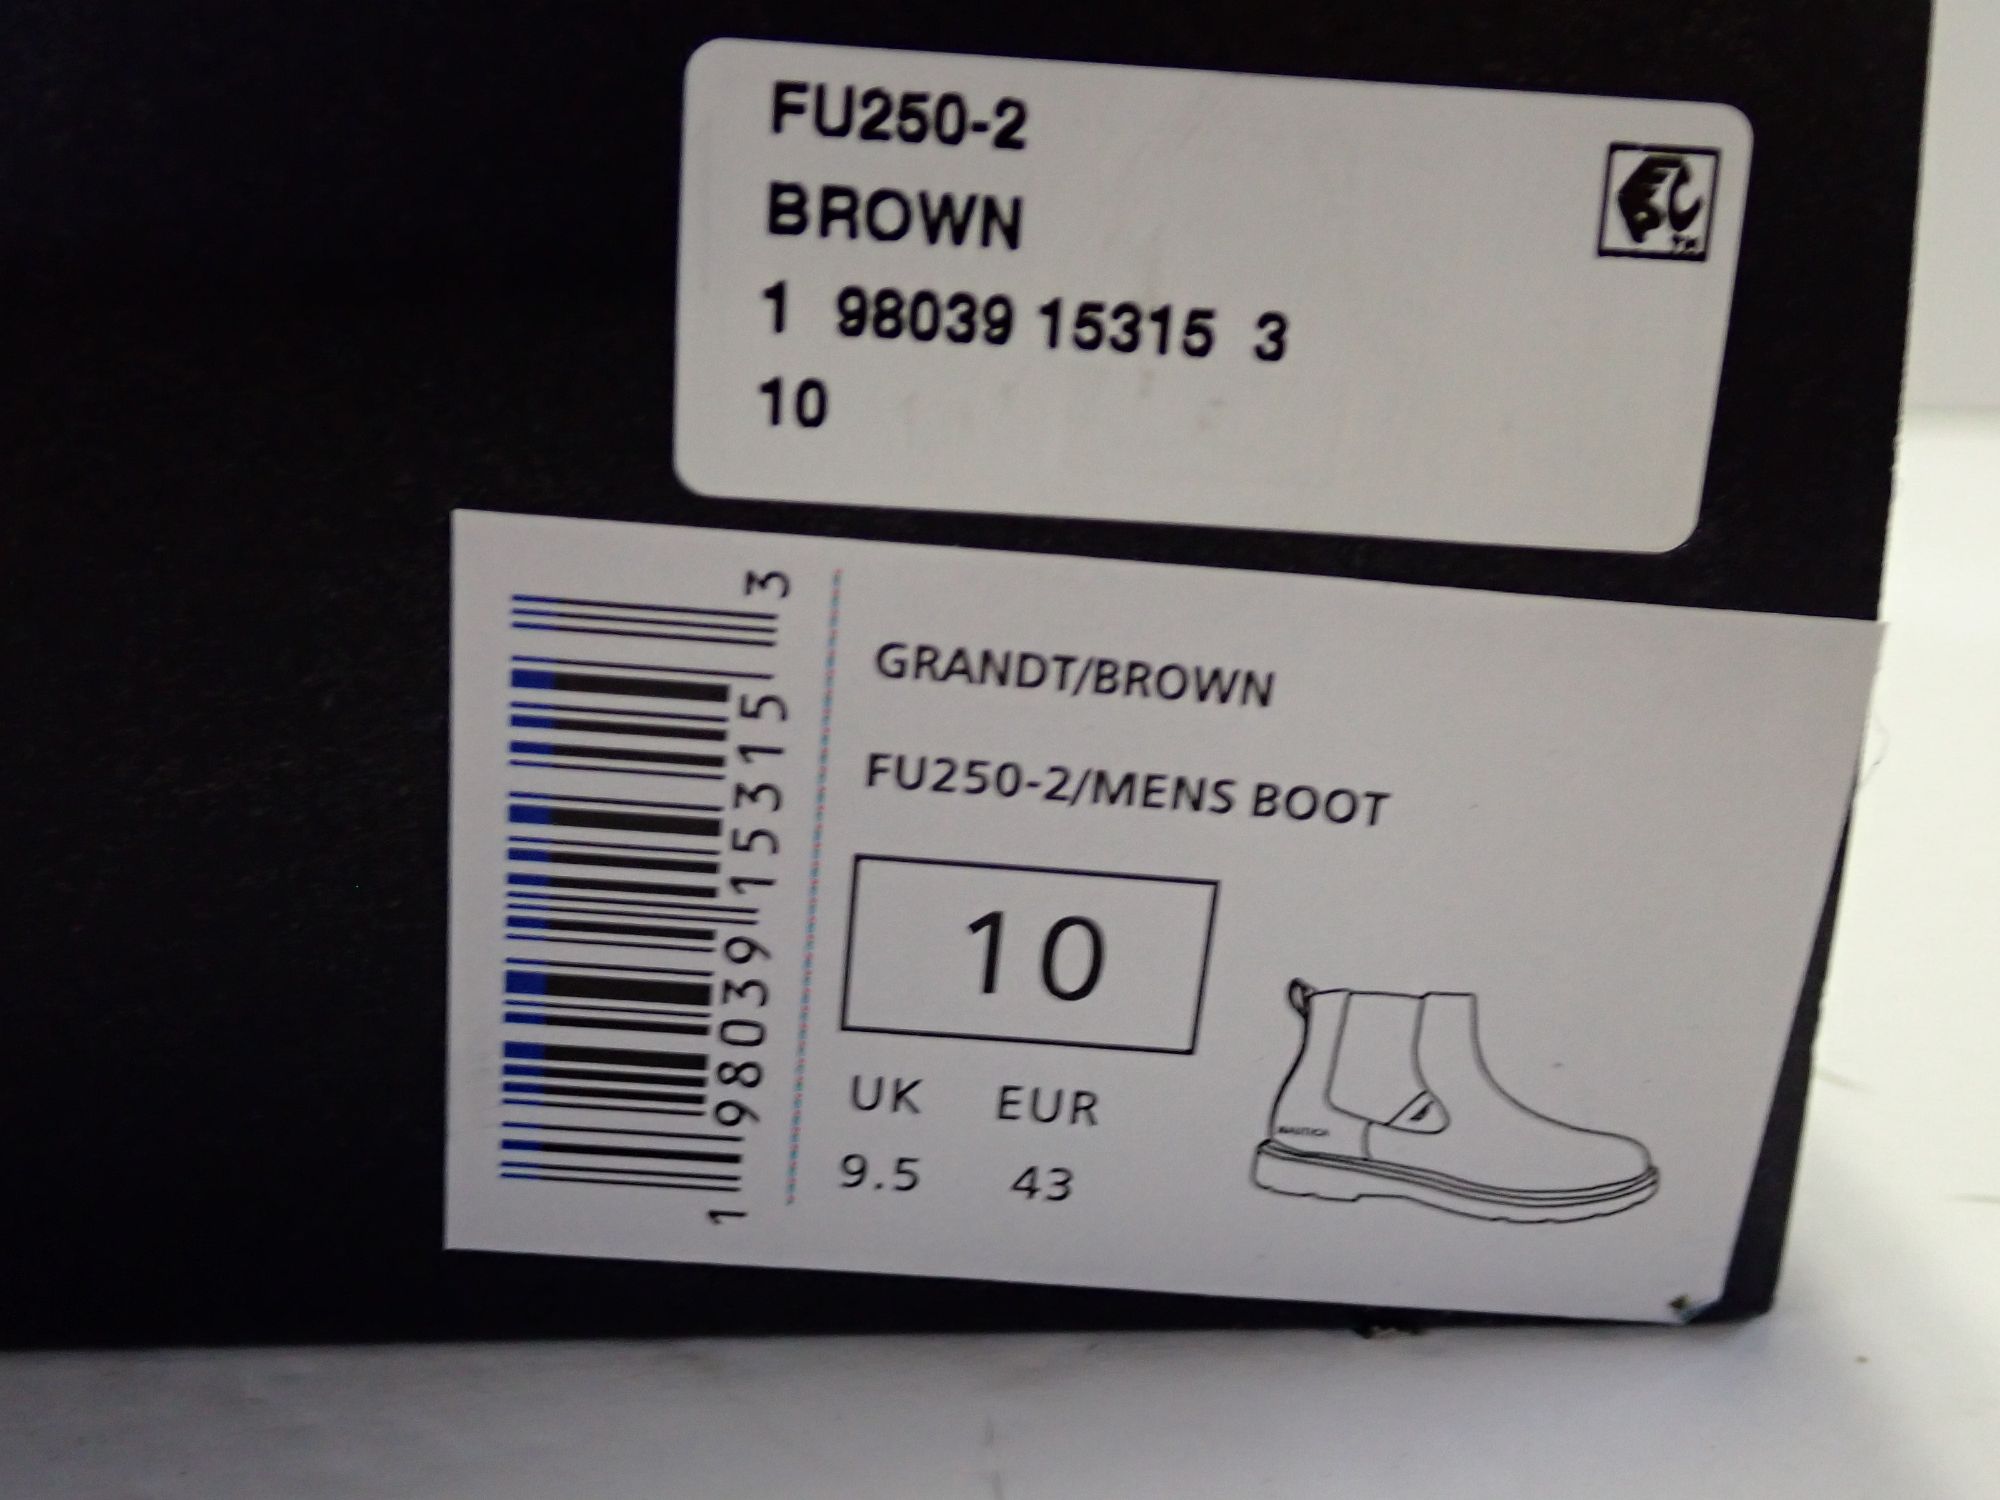 FU250-2
BROWN
1 98039 15315 3
10
1 98039 15315 3
GRANDT/BROWN
FU250-2/MENS BOOT
10
UK EUR
9.5 43
NAUTICA